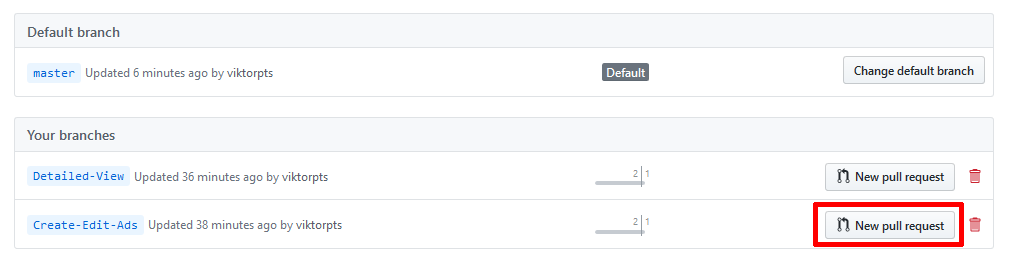 Default branch
master Updated 6 minutes ago by viktorpts Default Change default branch
Your branches
Detailed-View Updated 36 minutes ago by viktorpts 2 1 New pull request
Create-Edit-Ads Updated 38 minutes ago by viktorpts 2 1 New pull request